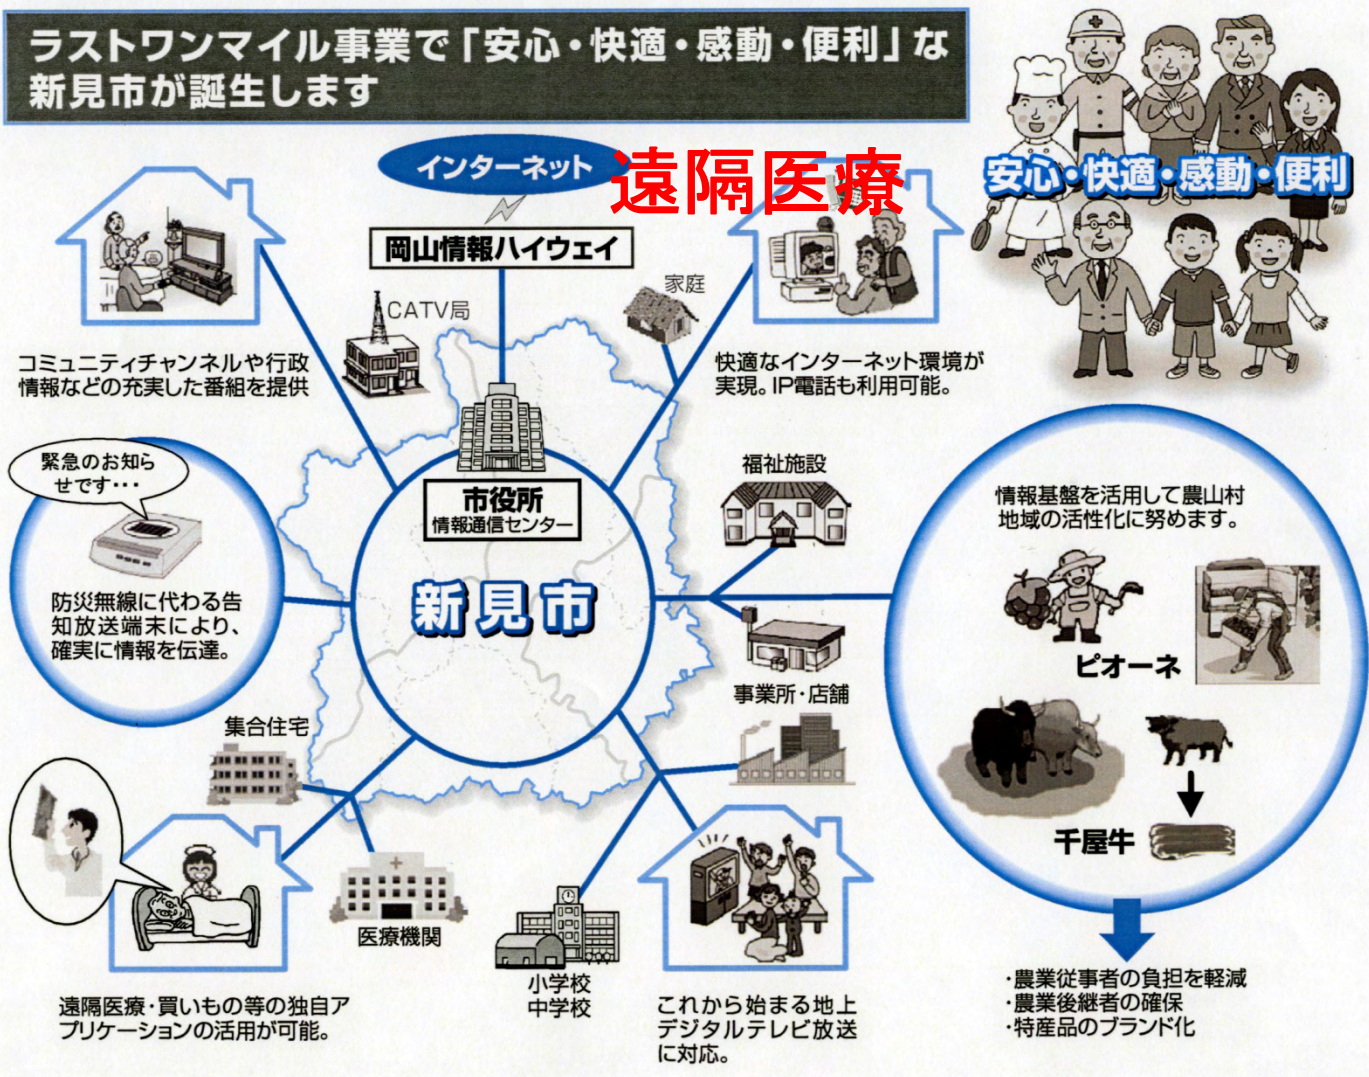 ラストワンマイル事業で「安心・快適・感動・便利」な
新見市が誕生します
安心・快適・感動・便利
インターネット
遠隔医療
岡山情報ハイウェイ
CATV局
家庭
コミュニティチャンネルや行政
情報などの充実した番組を提供
快適なインターネット環境が
実現。IP電話も利用可能。
緊急のお知ら
せです・・・
防災無線に代わる告
知放送端末により、
確実に情報を伝達。
市役所
情報通信センター
新見市
福祉施設
事業所・店舗
情報基盤を活用して農山村
地域の活性化に努めます。
ピオーネ
千屋牛
集合住宅
医療機関
小学校
中学校
遠隔医療・買いもの等の独自ア
プリケーションの活用が可能。
これから始まる地上
デジタルテレビ放送
に対応。
・農業従事者の負担を軽減
・農業後継者の確保
・特産品のブランド化